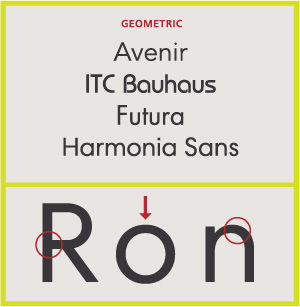 GEOMETRIC
Avenir
ITC Bauhaus
Futura
Harmonia Sans
Ron